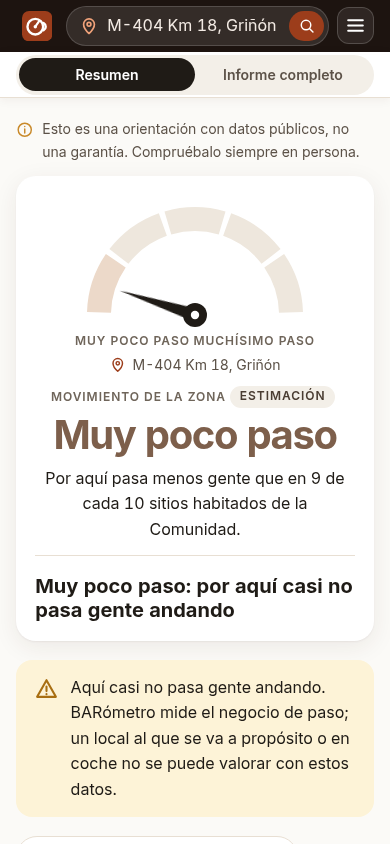 M-404 Km 18, Griñón
Resumen
Informe completo
Esto es una orientación con datos públicos, no
una garantía. Compruébalo siempre en persona.
MUY POCO PASO MUCHÍSIMO PASO
M-404 Km 18, Griñón
MOVIMIENTO DE LA ZONA ESTIMACIÓN
Muy poco paso
Por aquí pasa menos gente que en 9 de
cada 10 sitios habitados de la
Comunidad.
Muy poco paso: por aquí casi no
pasa gente andando
Aquí casi no pasa gente andando.
BARómetro mide el negocio de paso;
un local al que se va a propósito o en
coche no se puede valorar con estos
datos.